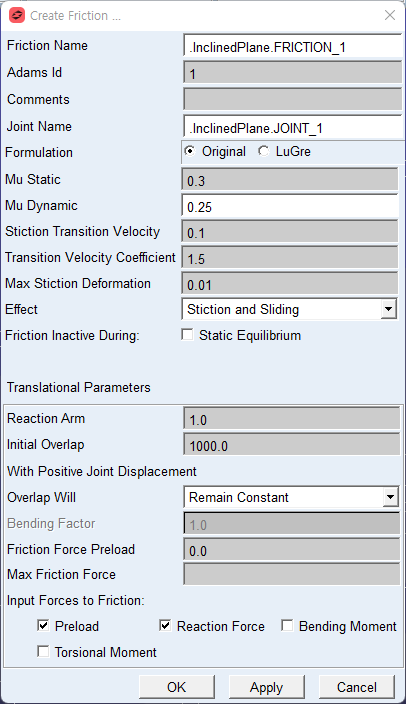 Create Friction ...
Friction Name .InclinedPlane.FRICTION_1
Adams Id 1
Comments
Joint Name .InclinedPlane.JOINT_1
Formulation Original LuGre
Mu Static 0.3
Mu Dynamic 0.25
Stiction Transition Velocity 0.1
Transition Velocity Coefficient 1.5
Max Stiction Deformation 0.01
Effect Stiction and Sliding
Friction Inactive During: Static Equilibrium
Translational Parameters
Reaction Arm 1.0
Initial Overlap 1000.0
With Positive Joint Displacement
Overlap Will Remain Constant
Bending Factor 1.0
Friction Force Preload 0.0
Max Friction Force
Input Forces to Friction:
Preload Reaction Force Bending Moment
Torsional Moment
OK Apply Cancel